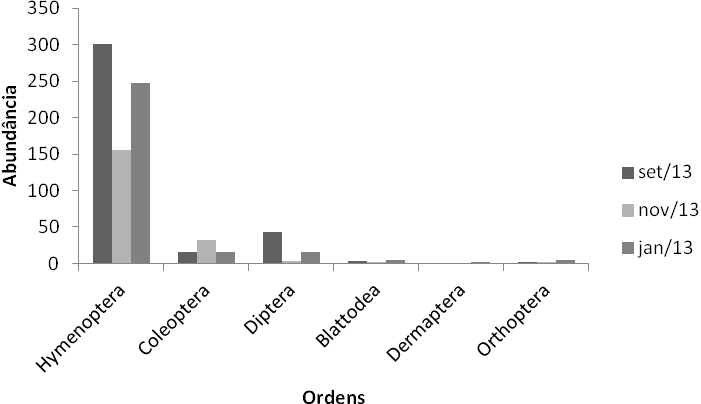 350
300
250
200
150
100
50
0
Abundância
Hymenoptera
Coleoptera
Diptera
Blattodea
Dermaptera
Orthoptera
Ordens
set/13
nov/13
jan/13